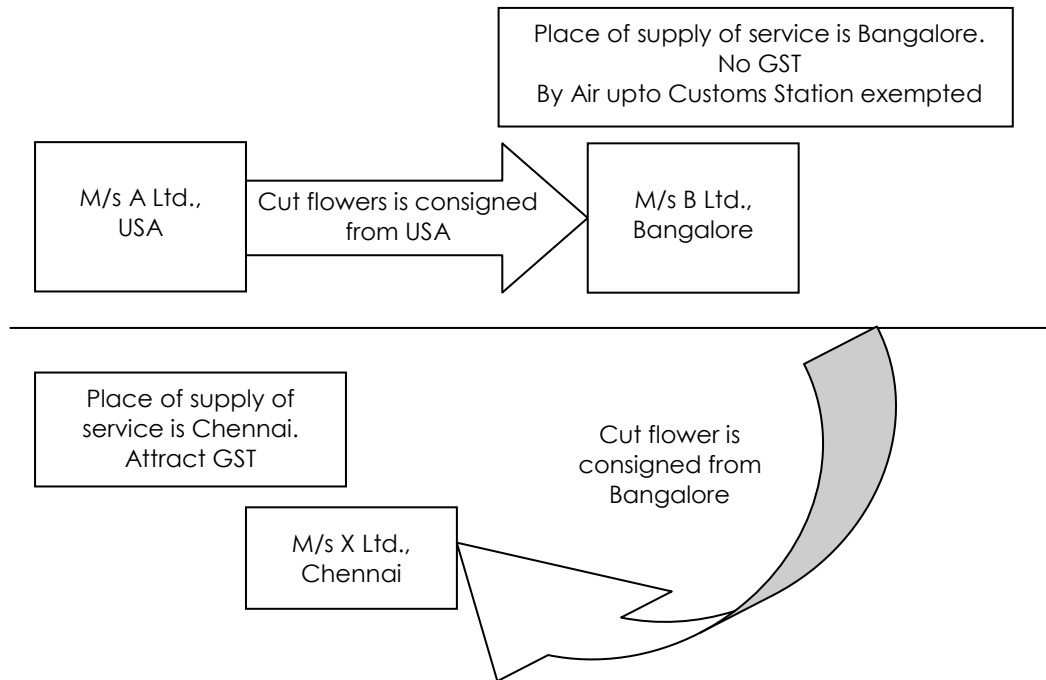 Place of supply of service is Bangalore.
No GST
By Air upto Customs Station exempted
M/s A Ltd.,
USA
Cut flowers is consigned
from USA
M/s B Ltd.,
Bangalore
Place of supply of
service is Chennai.
Attract GST
Cut flower is
consigned from
Bangalore
M/s X Ltd.,
Chennai